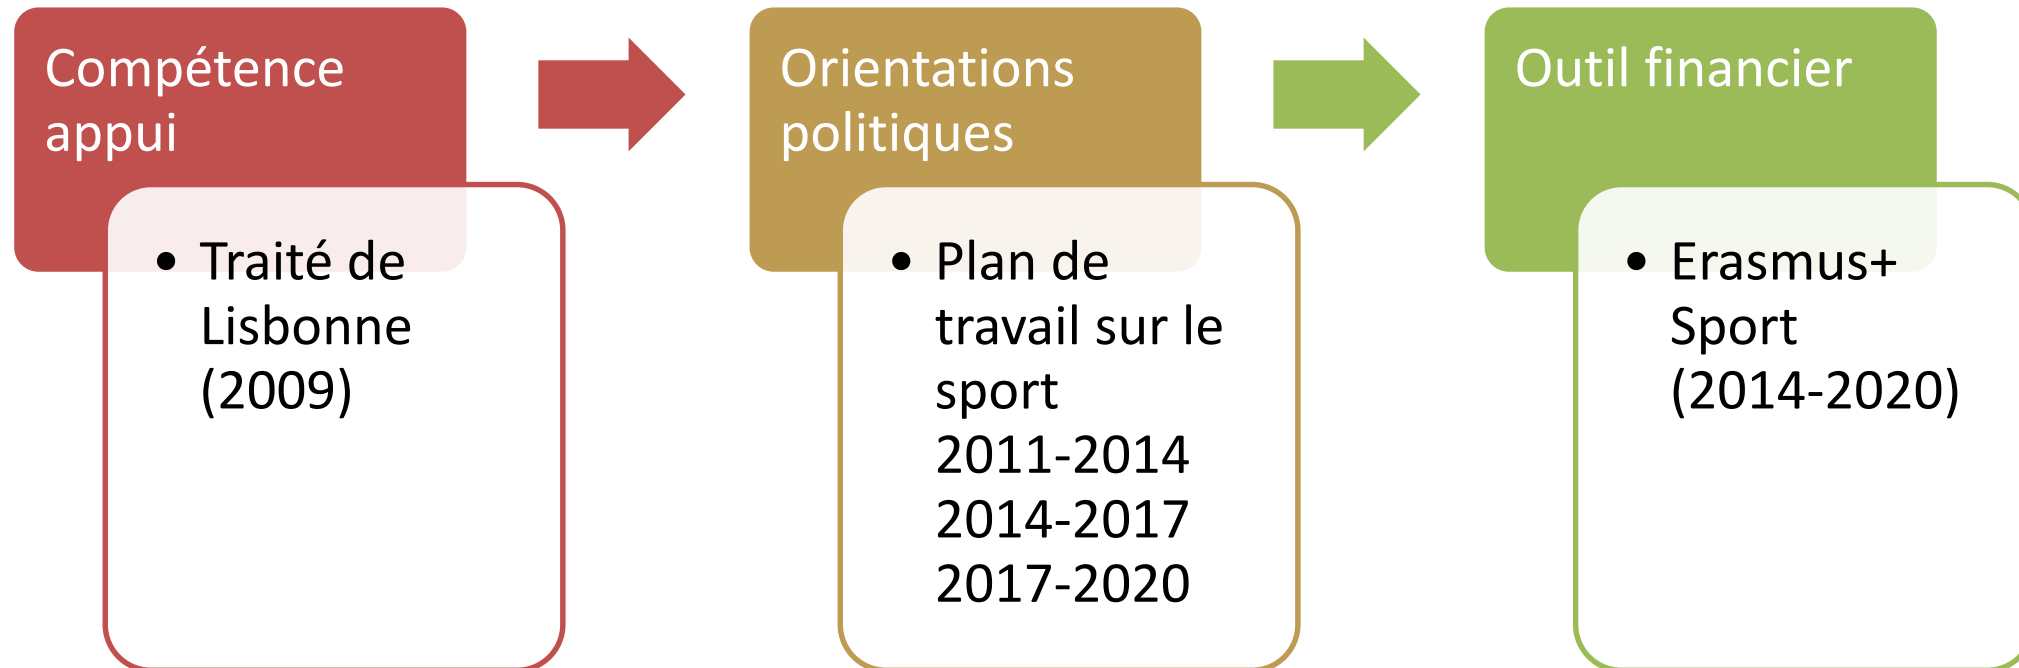 Compétence
appui
• Traité de
Lisbonne
(2009)
Orientations
politiques
• Plan de
travail sur le
sport
2011-2014
2014-2017
2017-2020
Outil financier
• Erasmus+
Sport
(2014-2020)